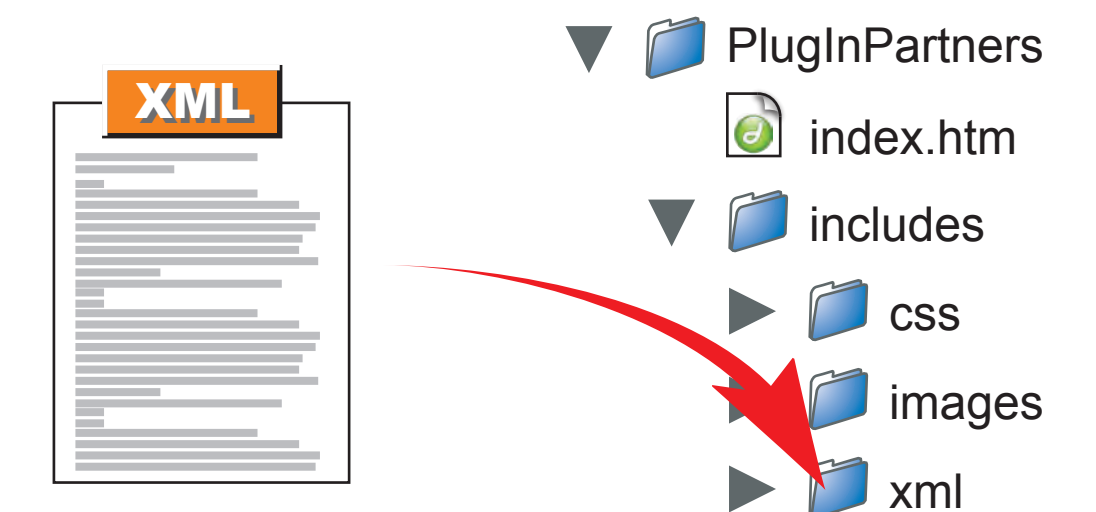 XML
PlugInPartners
index.htm
includes
css
images
xml